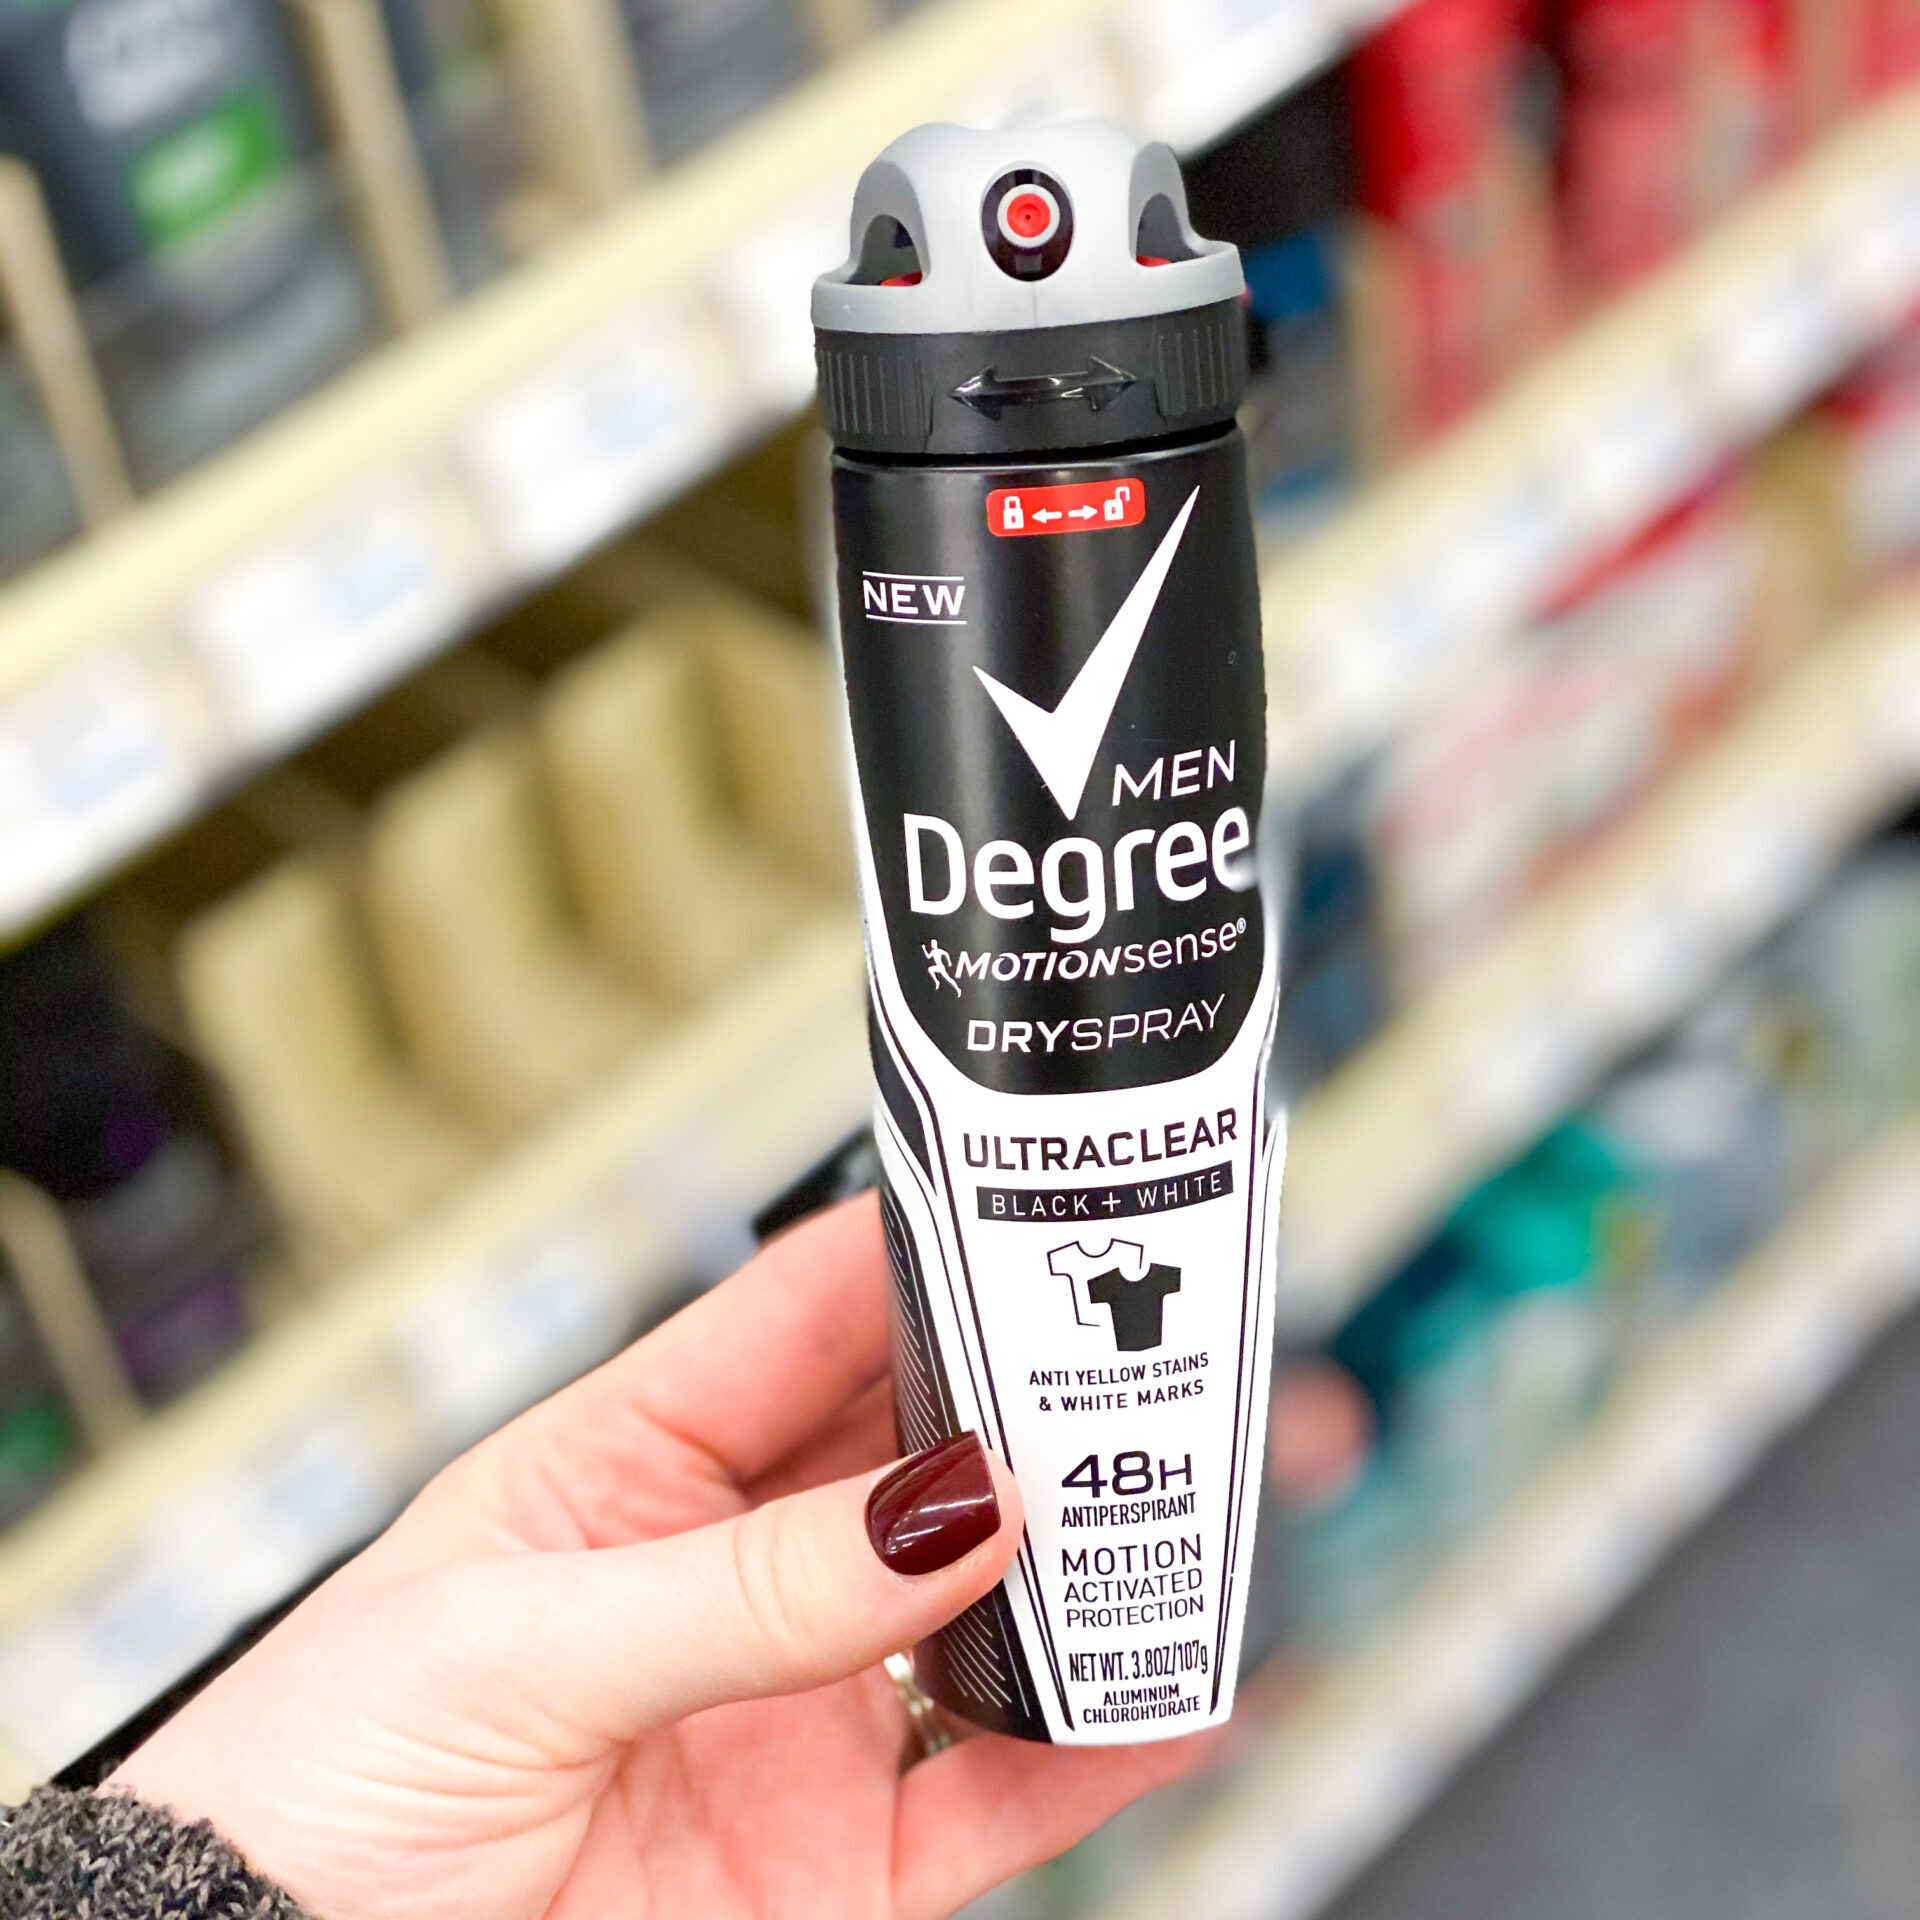 NEW
MEN
Degree
MOTIONsense®
DRYSPRAY
ULTRACLEAR
BLACK + WHITE
ANTI YELLOW STAINS
& WHITE MARKS
48H
ANTIPERSPIRANT
MOTION
ACTIVATED
PROTECTION
NET WT. 3.8OZ/107g
ALUMINUM
CHLOROHYDRATE